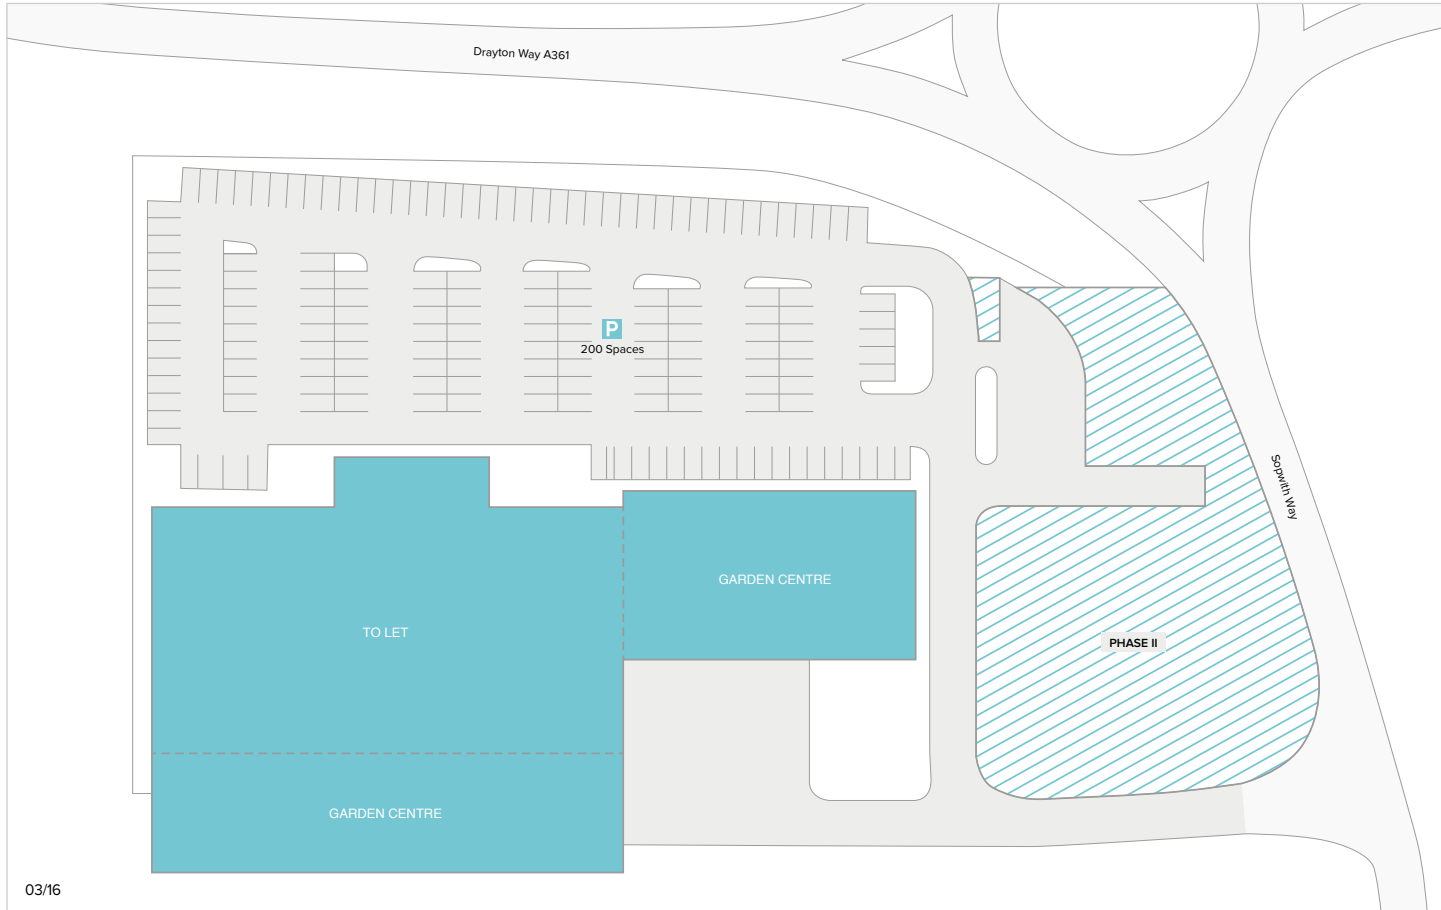 Drayton Way A361
P
200 Spaces
Sopwith Way
GARDEN CENTRE
TO LET
PHASE II
GARDEN CENTRE
03/16